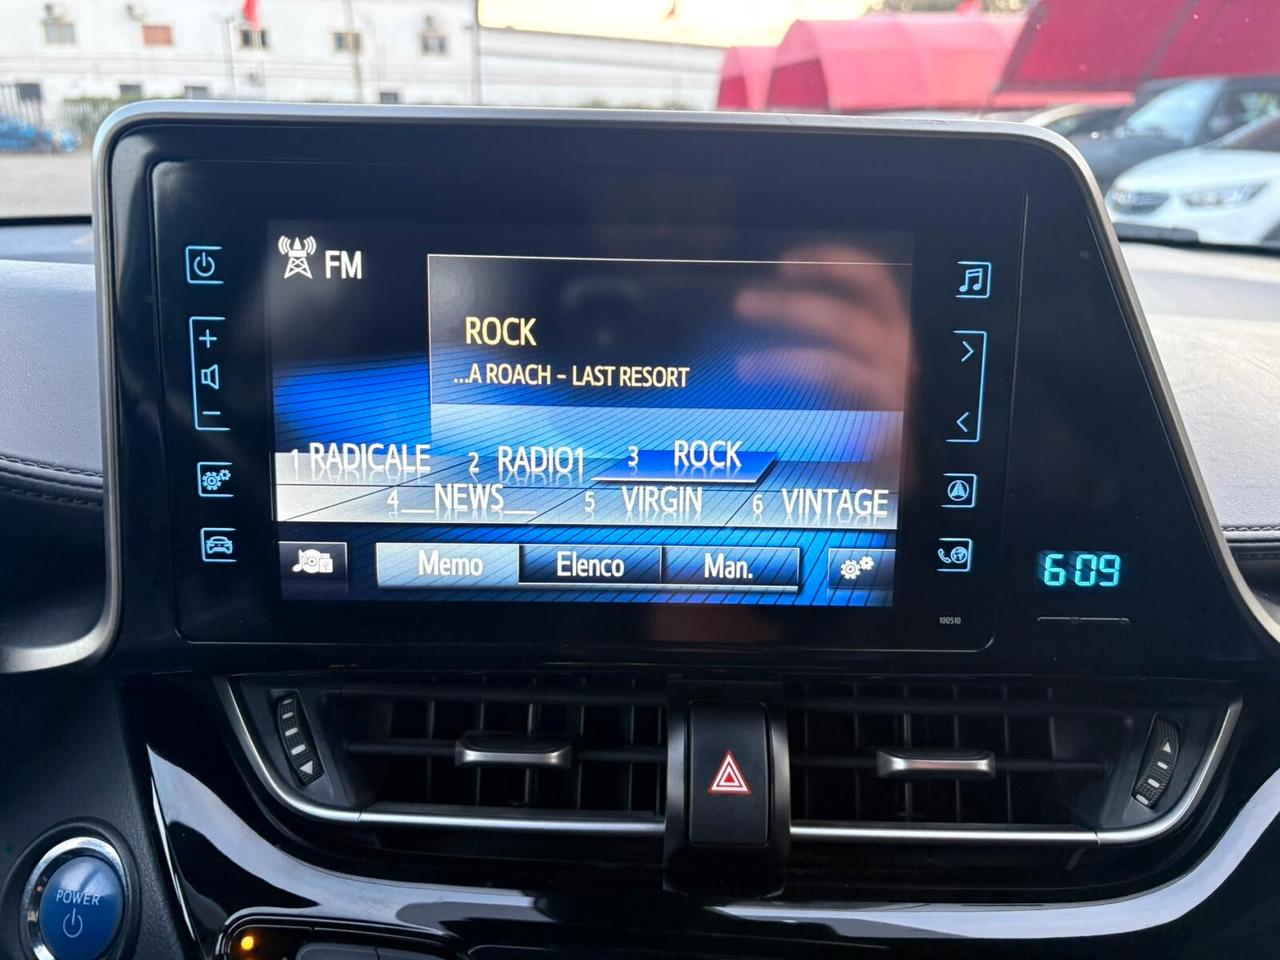 FM
ROCK
...A ROACH - LAST RESORT
1 RADICALE 2 RADIO1 3 ROCK
4 __NEWS__ 5 VIRGIN 6 VINTAGE
Memo Elenco Man.
6:09
100510
POWER